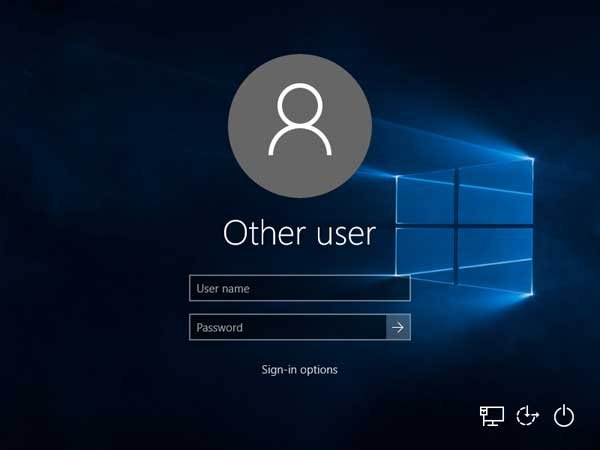 Other user
User name
Password
Sign-in options